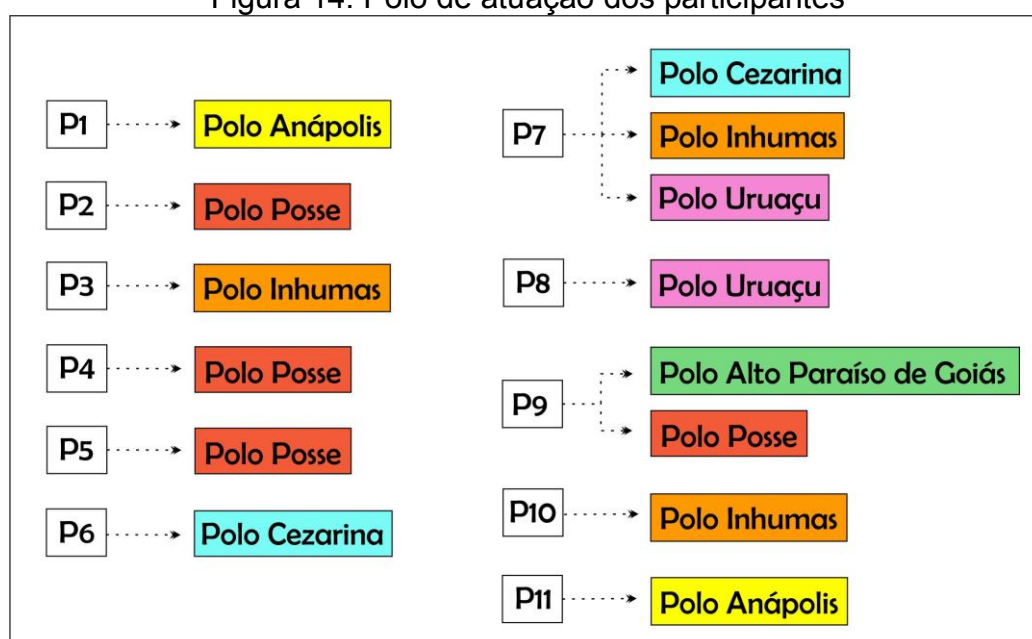 Figura 14: Polo de atuação dos participantes
P1 Polo Anápolis
P2 Polo Posse
P3 Polo Inhumas
P4 Polo Posse
P5 Polo Posse
P6 Polo Cezarina
P7 Polo Cezarina
Polo Inhumas
Polo Uruaçu
P8 Polo Uruaçu
P9 Polo Alto Paraíso de Goiás
Polo Posse
P10 Polo Inhumas
P11 Polo Anápolis